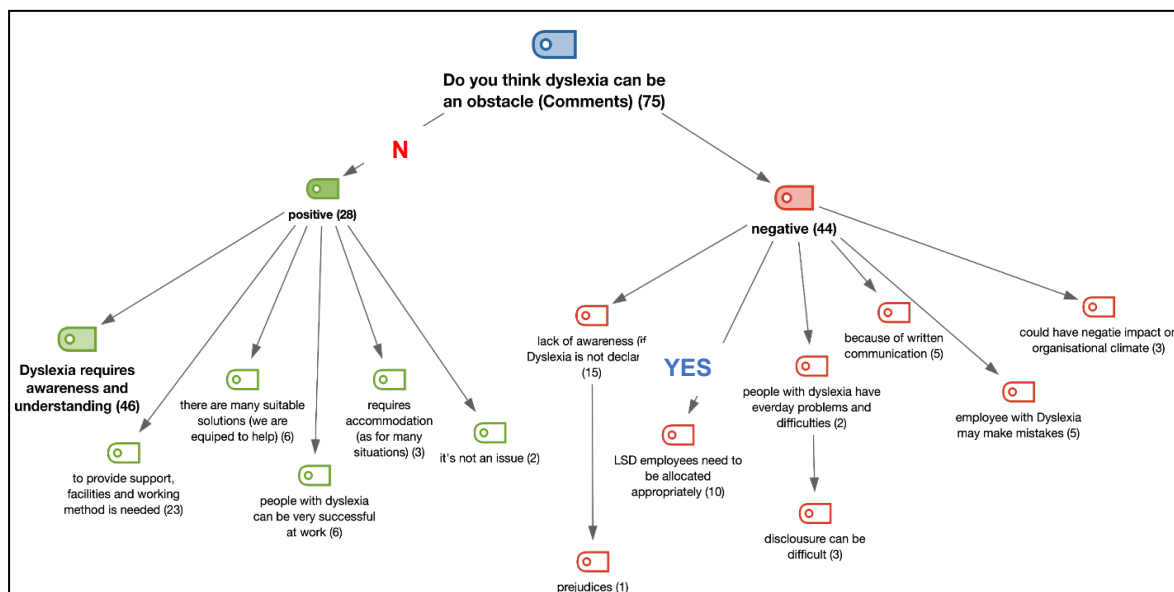 Do you think dyslexia can be
an obstacle (Comments) (75)
N
positive (28)
negative (44)
Dyslexia requires
awareness and
understanding (46)
to provide support,
facilities and working
method is needed (23)
there are many suitable
solutions (we are
equiped to help) (6)
people with dyslexia
can be very successful
at work (6)
requires
accommodation
(as for many
situations) (3)
it's not an issue (2)
lack of awareness (if
Dyslexia is not declar
(15)
prejudices (1)
YES
LSD employees need to
be allocated
appropriately (10)
people with dyslexia have
everday problems and
difficulties (2)
disclousure can be
difficult (3)
because of written
communication (5)
employee with Dyslexia
may make mistakes (5)
could have negatie impact on
organisational climate (3)